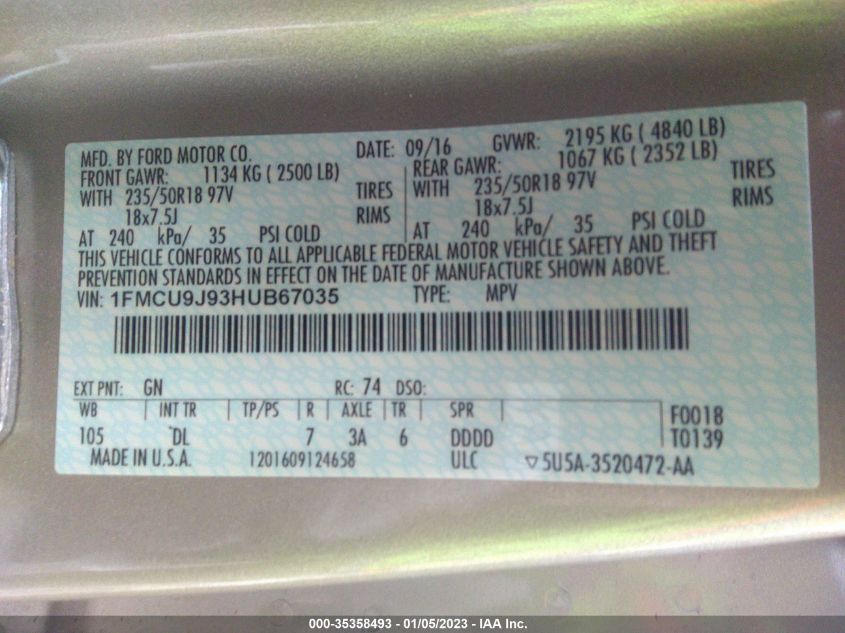 MFD. BY FORD MOTOR CO. DATE: 09/16 GVWR: 2195 KG ( 4840 LB)
FRONT GAWR: 1134 KG ( 2500 LB) REAR GAWR: 1067 KG ( 2352 LB)
WITH 235/50R18 97V TIRES WITH 235/50R18 97V TIRES
18x7.5J RIMS 18x7.5J RIMS
AT 240 kPa/ 35 PSI COLD AT 240 kPa/ 35 PSI COLD
THIS VEHICLE CONFORMS TO ALL APPLICABLE FEDERAL MOTOR VEHICLE SAFETY AND THEFT
PREVENTION STANDARDS IN EFFECT ON THE DATE OF MANUFACTURE SHOWN ABOVE.
VIN: 1FMCU9J93HUB67035 TYPE: MPV
EXT PNT: GN RC: 74 DSO:
WB INT TR TP/PS R AXLE TR SPR F0018
105 DL 7 3A 6 DDDD T0139
MADE IN U.S.A. 1201609124658 ULC ▽5U5A-3520472-AA
000-35358493 - 01/05/2023 - IAA Inc.